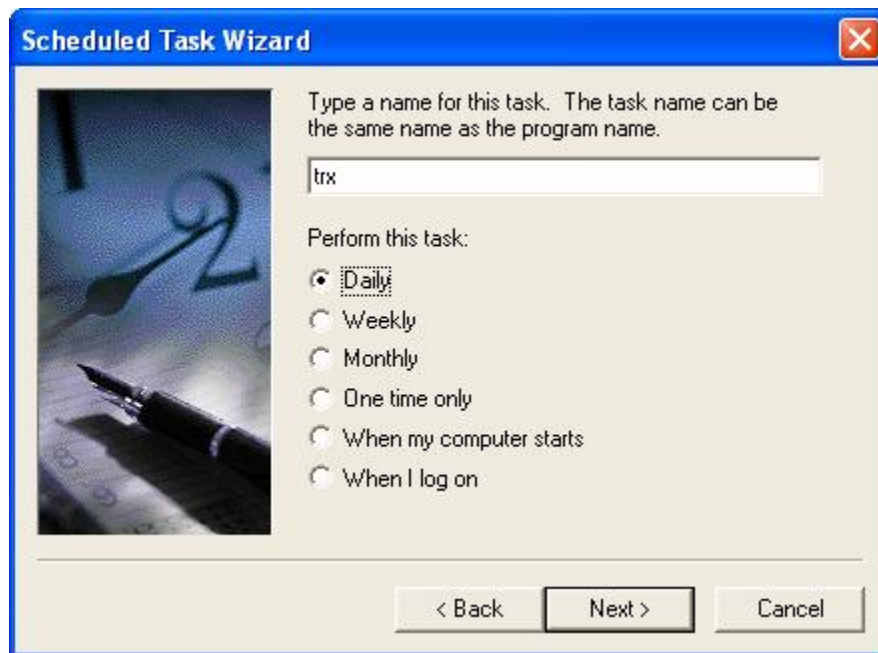 Scheduled Task Wizard
Type a name for this task. The task name can be
the same name as the program name.
trx
Perform this task:
Daily
Weekly
Monthly
One time only
When my computer starts
When I log on
< Back
Next >
Cancel